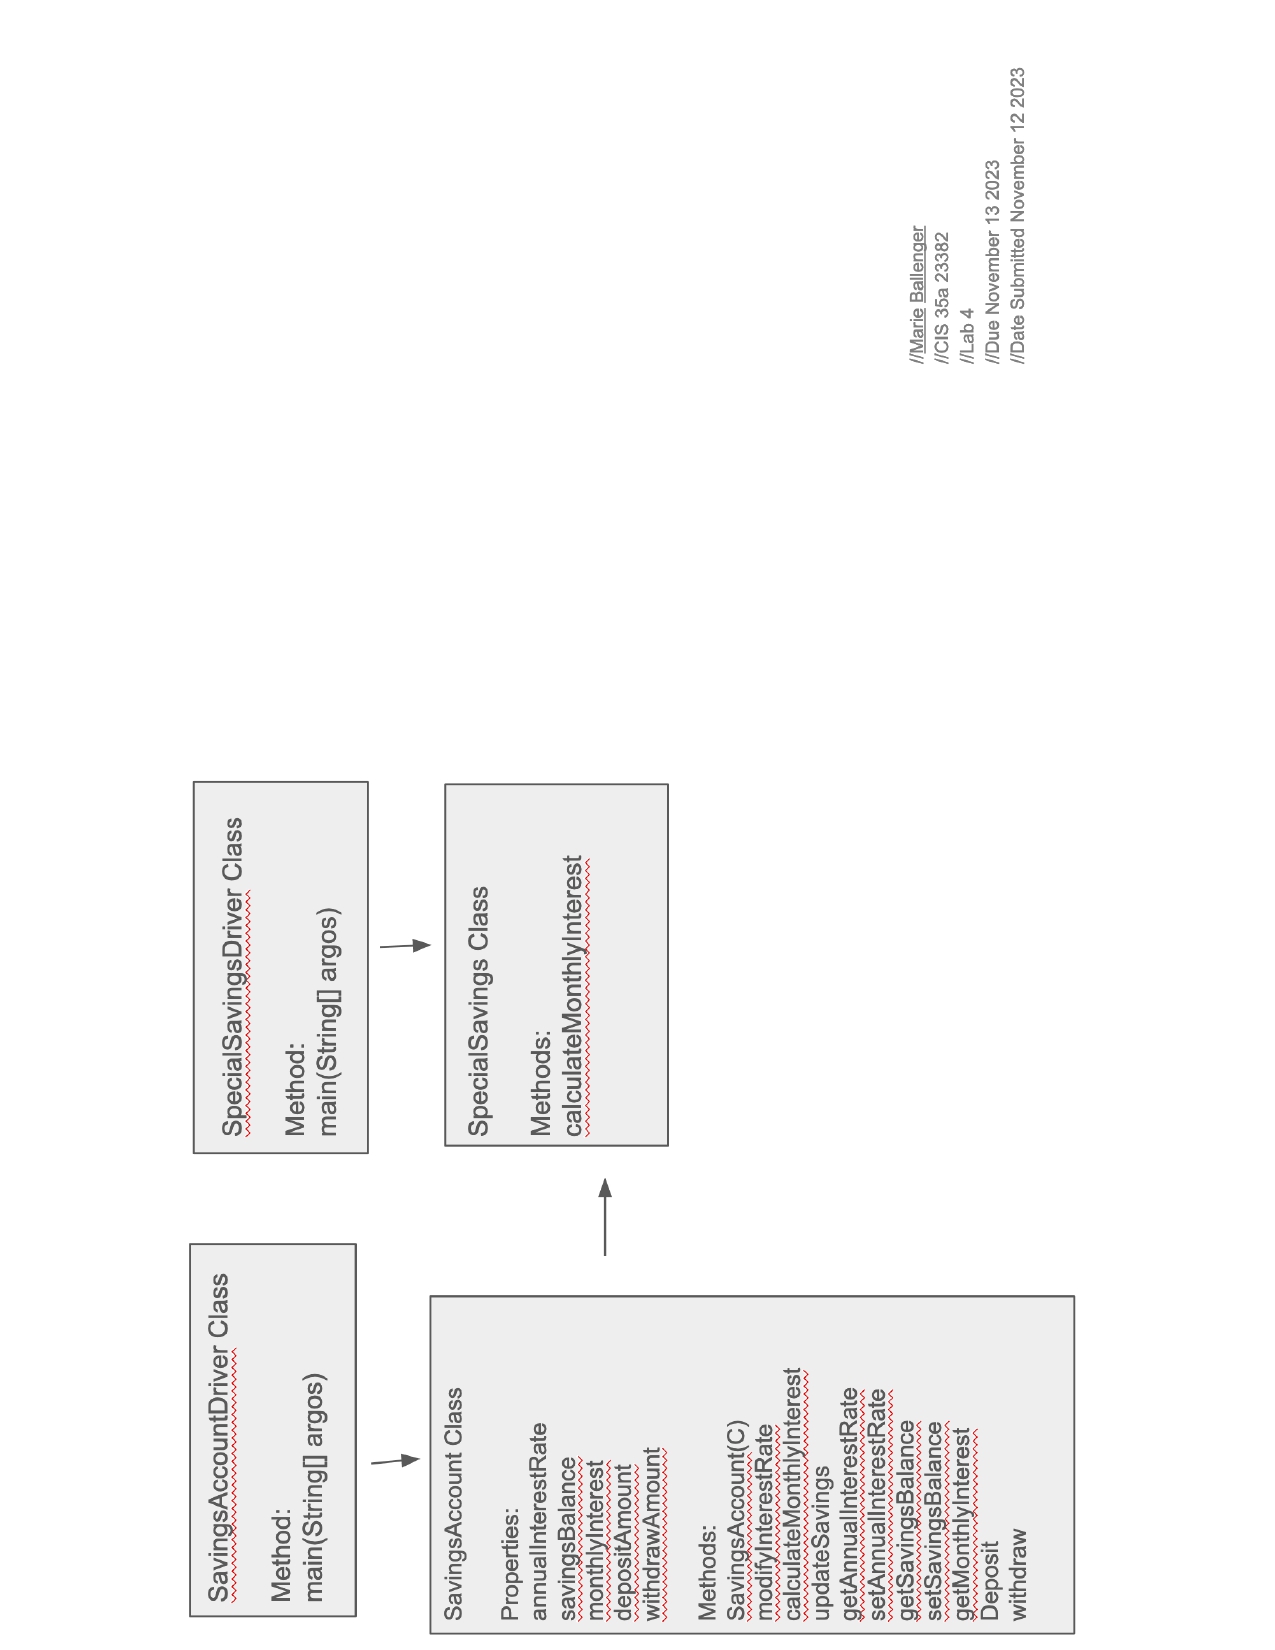 SavingsAccountDriver Class
Method:
main(String[] argos)
SpecialSavingsDriver Class
Method:
main(String[] argos)
SavingsAccount Class
Properties:
annualInterestRate
savingsBalance
monthlyInterest
depositAmount
withdrawAmount
Methods:
SavingsAccount(C)
modifyInterestRate
calculateMonthlyInterest
updateSavings
getAnnualInterestRate
setAnnualInterestRate
getSavingsBalance
setSavingsBalance
getMonthlyInterest
Deposit
withdraw
SpecialSavings Class
Methods:
calculateMonthlyInterest
//Marie Ballenger
//CIS 35a 23382
//Lab 4
//Due November 13 2023
//Date Submitted November 12 2023